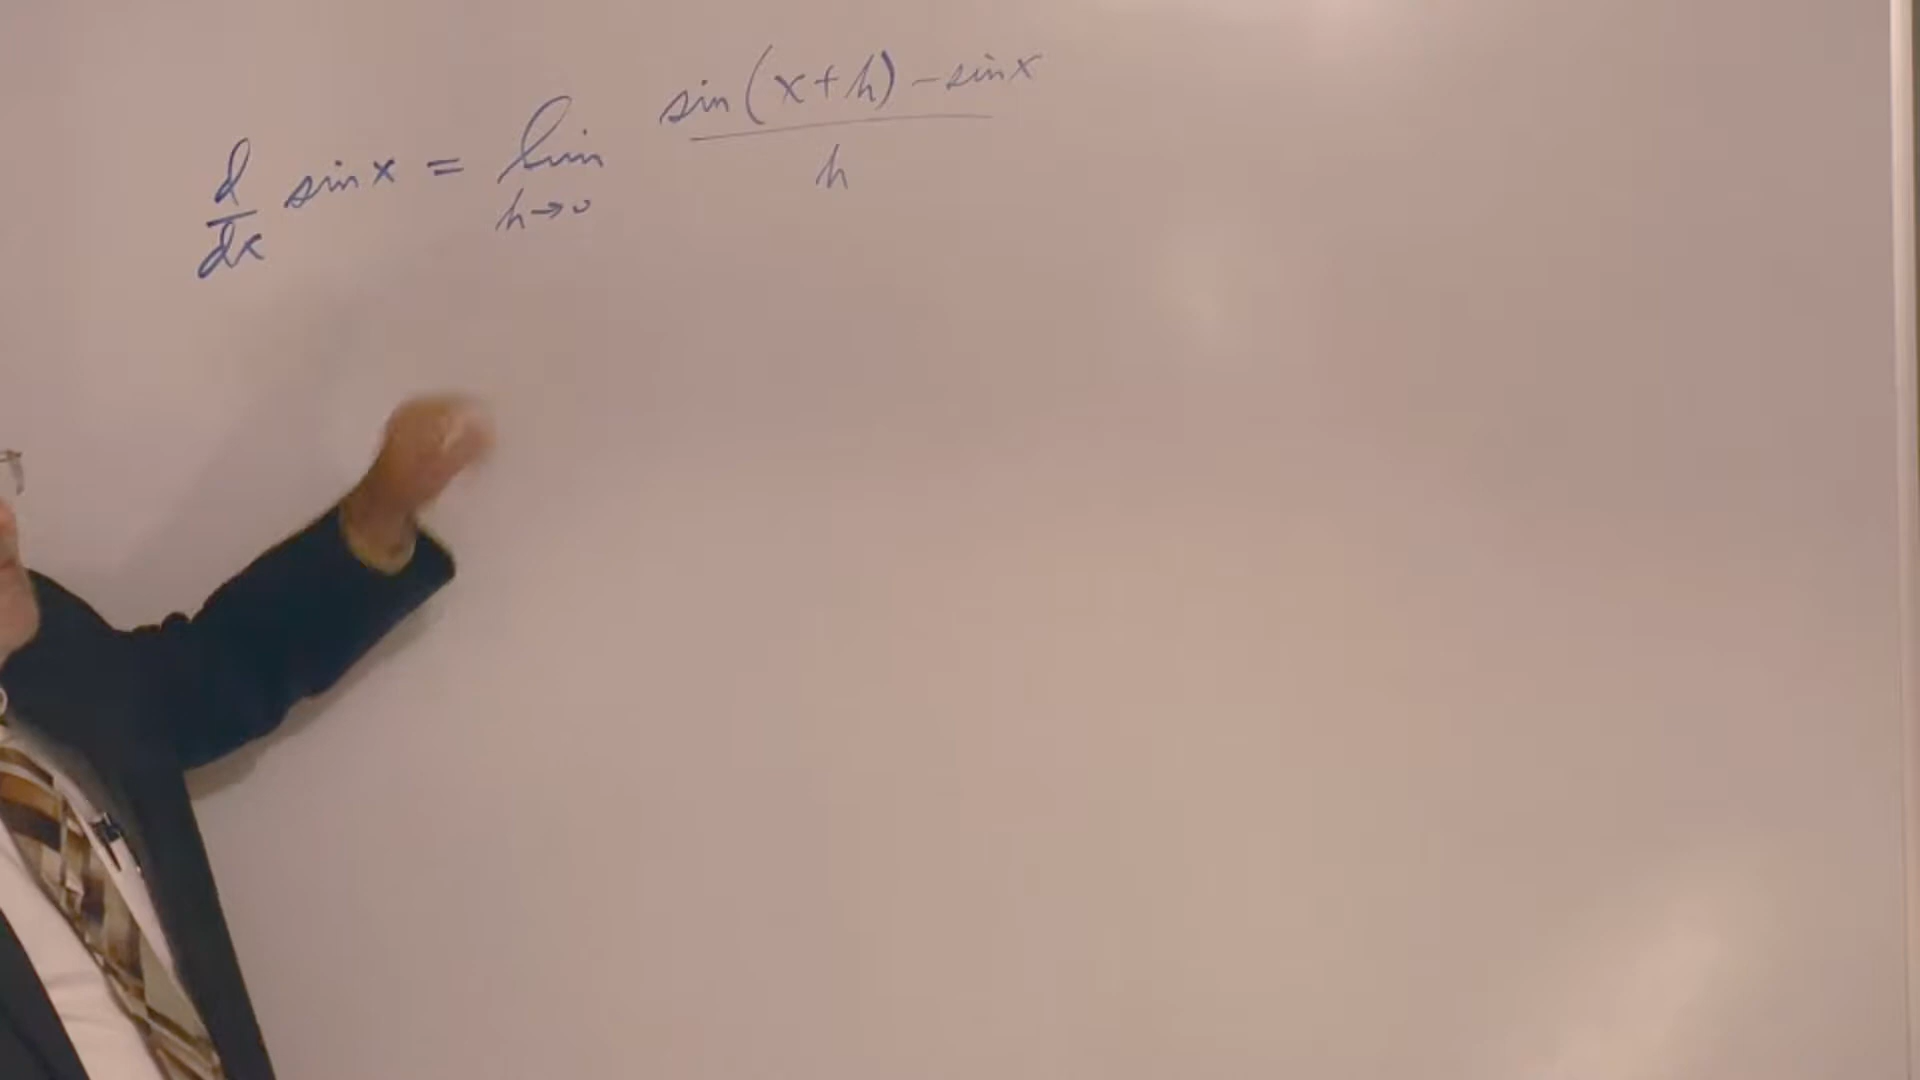 d/dx sin x = lim h→0 sin(x+h) - sin x / h